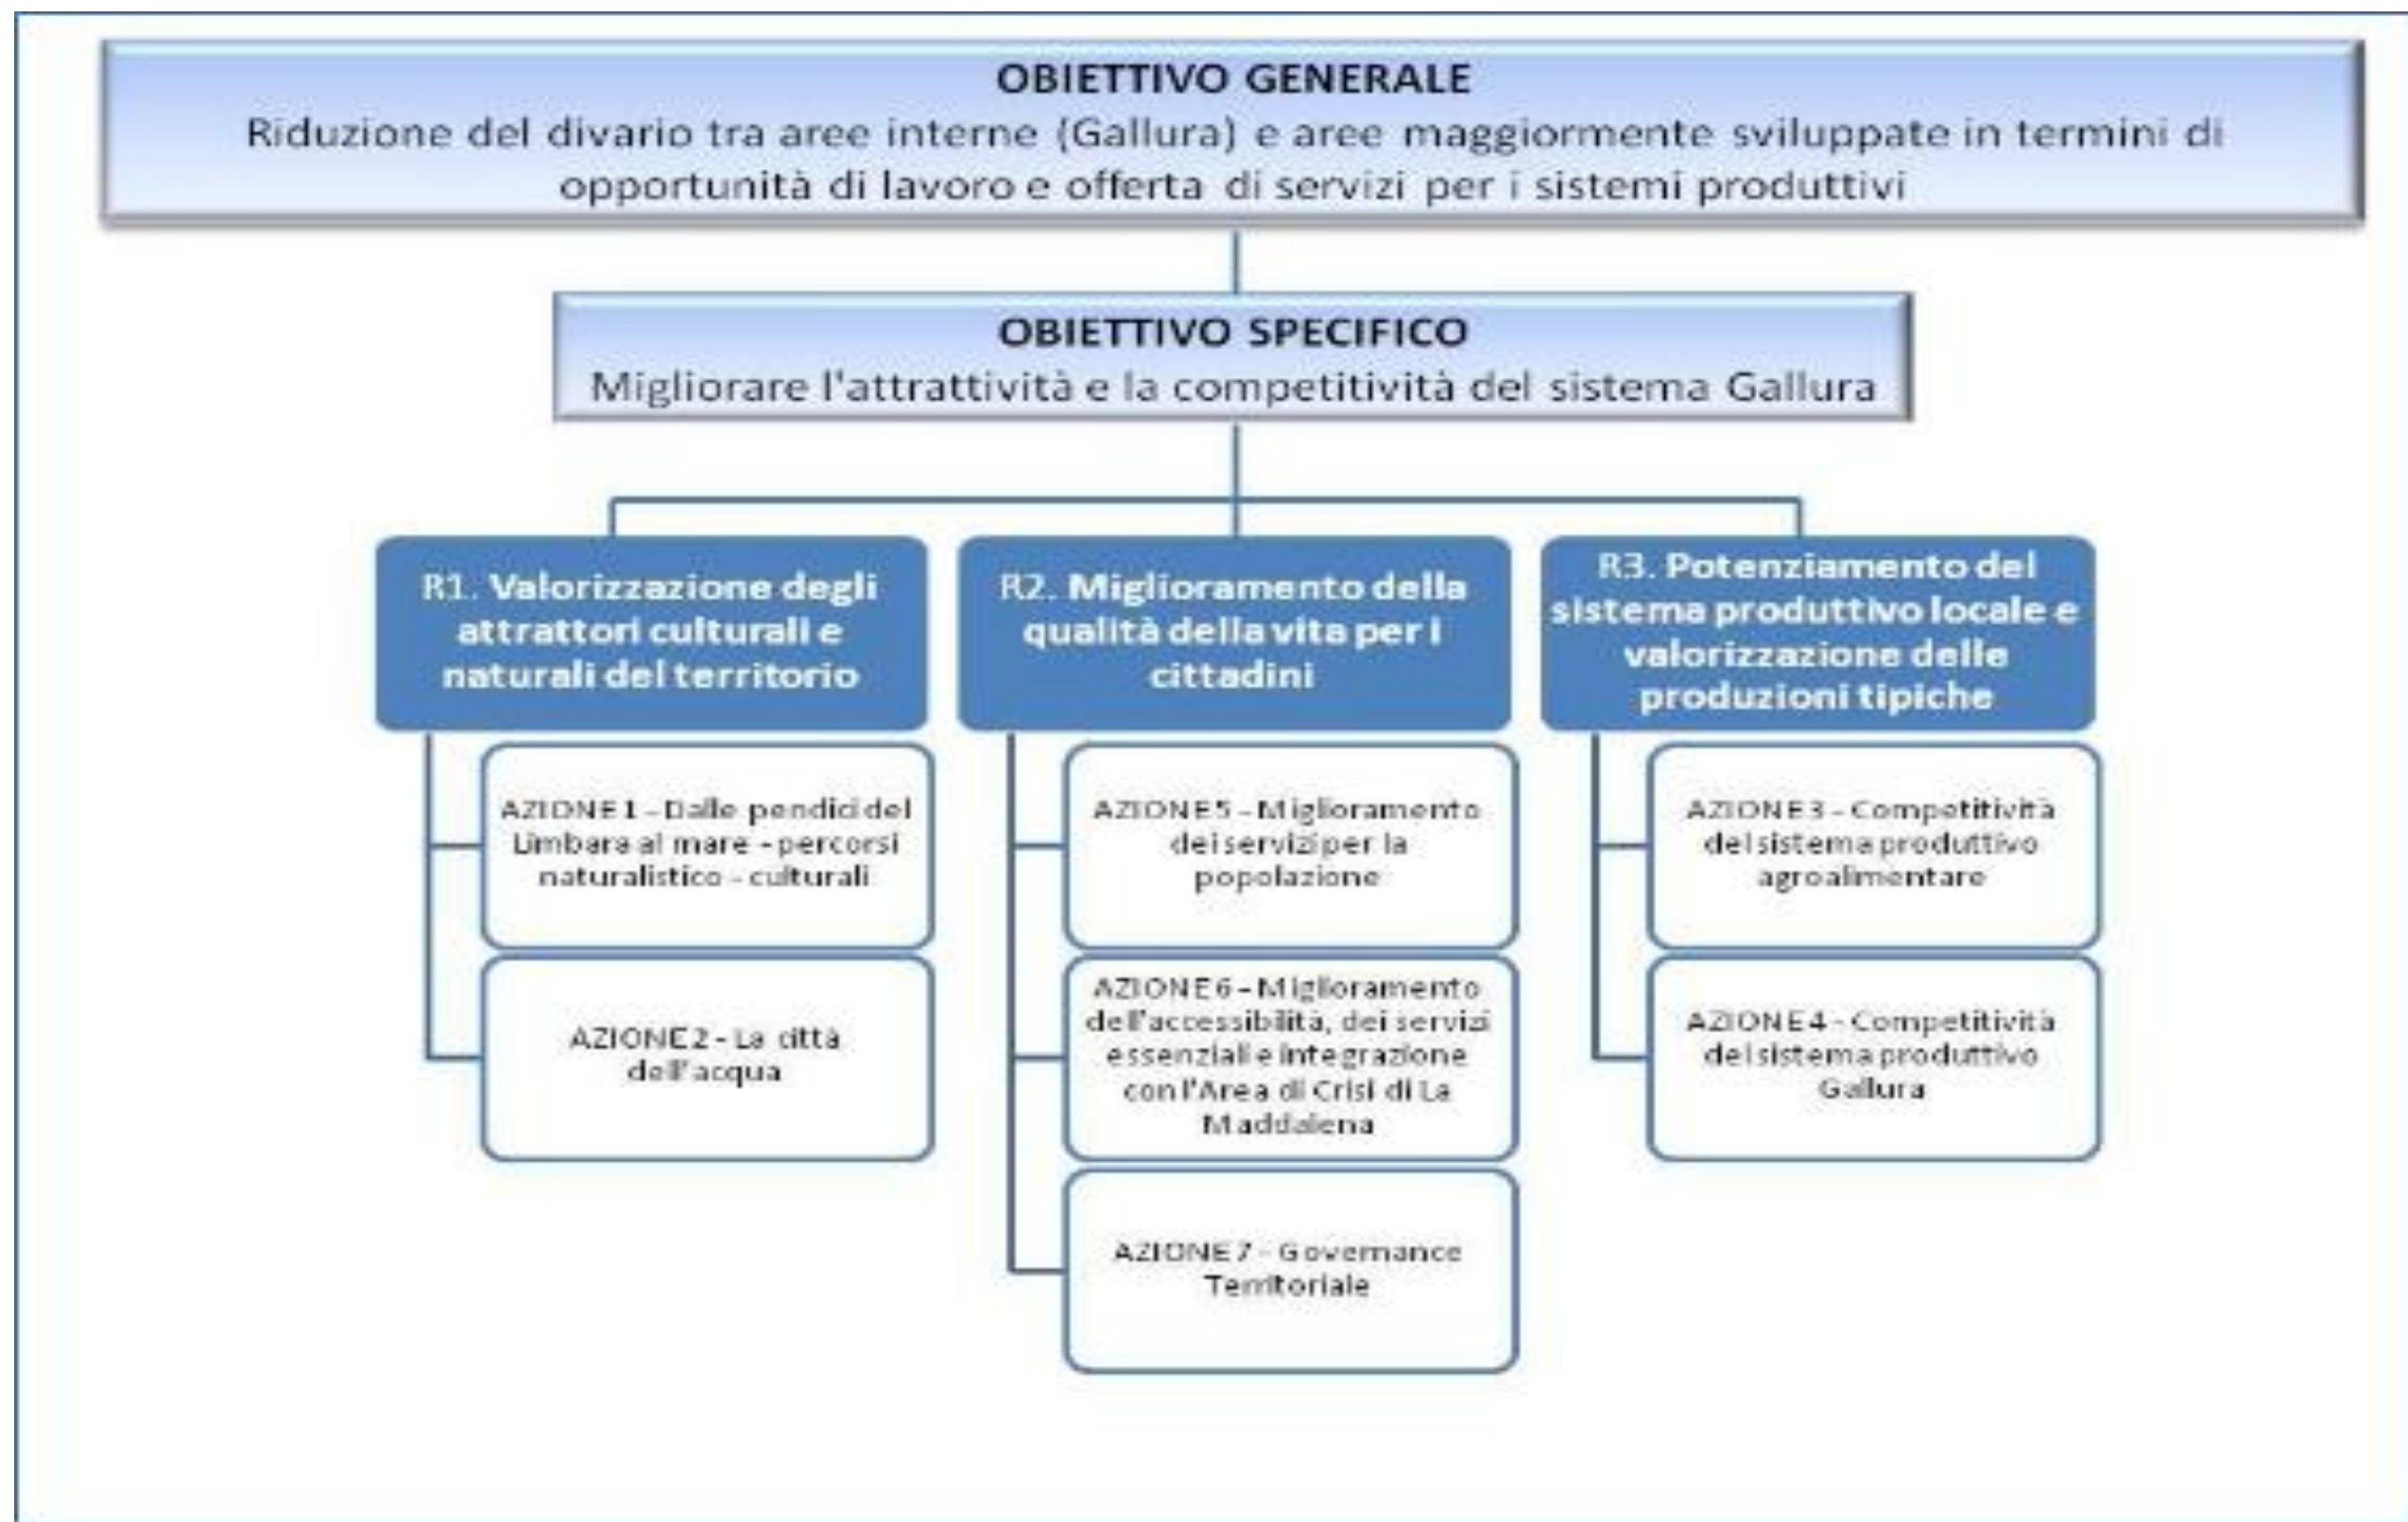 OBIETTIVO GENERALE
Riduzione del divario tra aree interne (Gallura) e aree maggiormente sviluppate in termini di
opportunità di lavoro e offerta di servizi per i sistemi produttivi
OBIETTIVO SPECIFICO
Migliorare l'attrattività e la competitività del sistema Gallura
R1. Valorizzazione degli
attrattori culturali e
naturali del territorio
AZIONE 1 - Dalle pendici del
Limbara al mare - percorsi
naturalistico - culturali
AZIONE 2 - La città
dell'acqua
R2. Miglioramento della
qualità della vita per i
cittadini
AZIONE 5 - Miglioramento
dei servizi per la
popolazione
AZIONE 6 - Miglioramento
dell'accessibilità, dei servizi
essenziali e integrazione
con l'Area di Crisi di La
Maddalena
AZIONE 7 - Governance
Territoriale
R3. Potenziamento del
sistema produttivo locale e
valorizzazione delle
produzioni tipiche
AZIONE 3 - Competitività
del sistema produttivo
agroalimentare
AZIONE 4 - Competitività
del sistema produttivo
Gallura